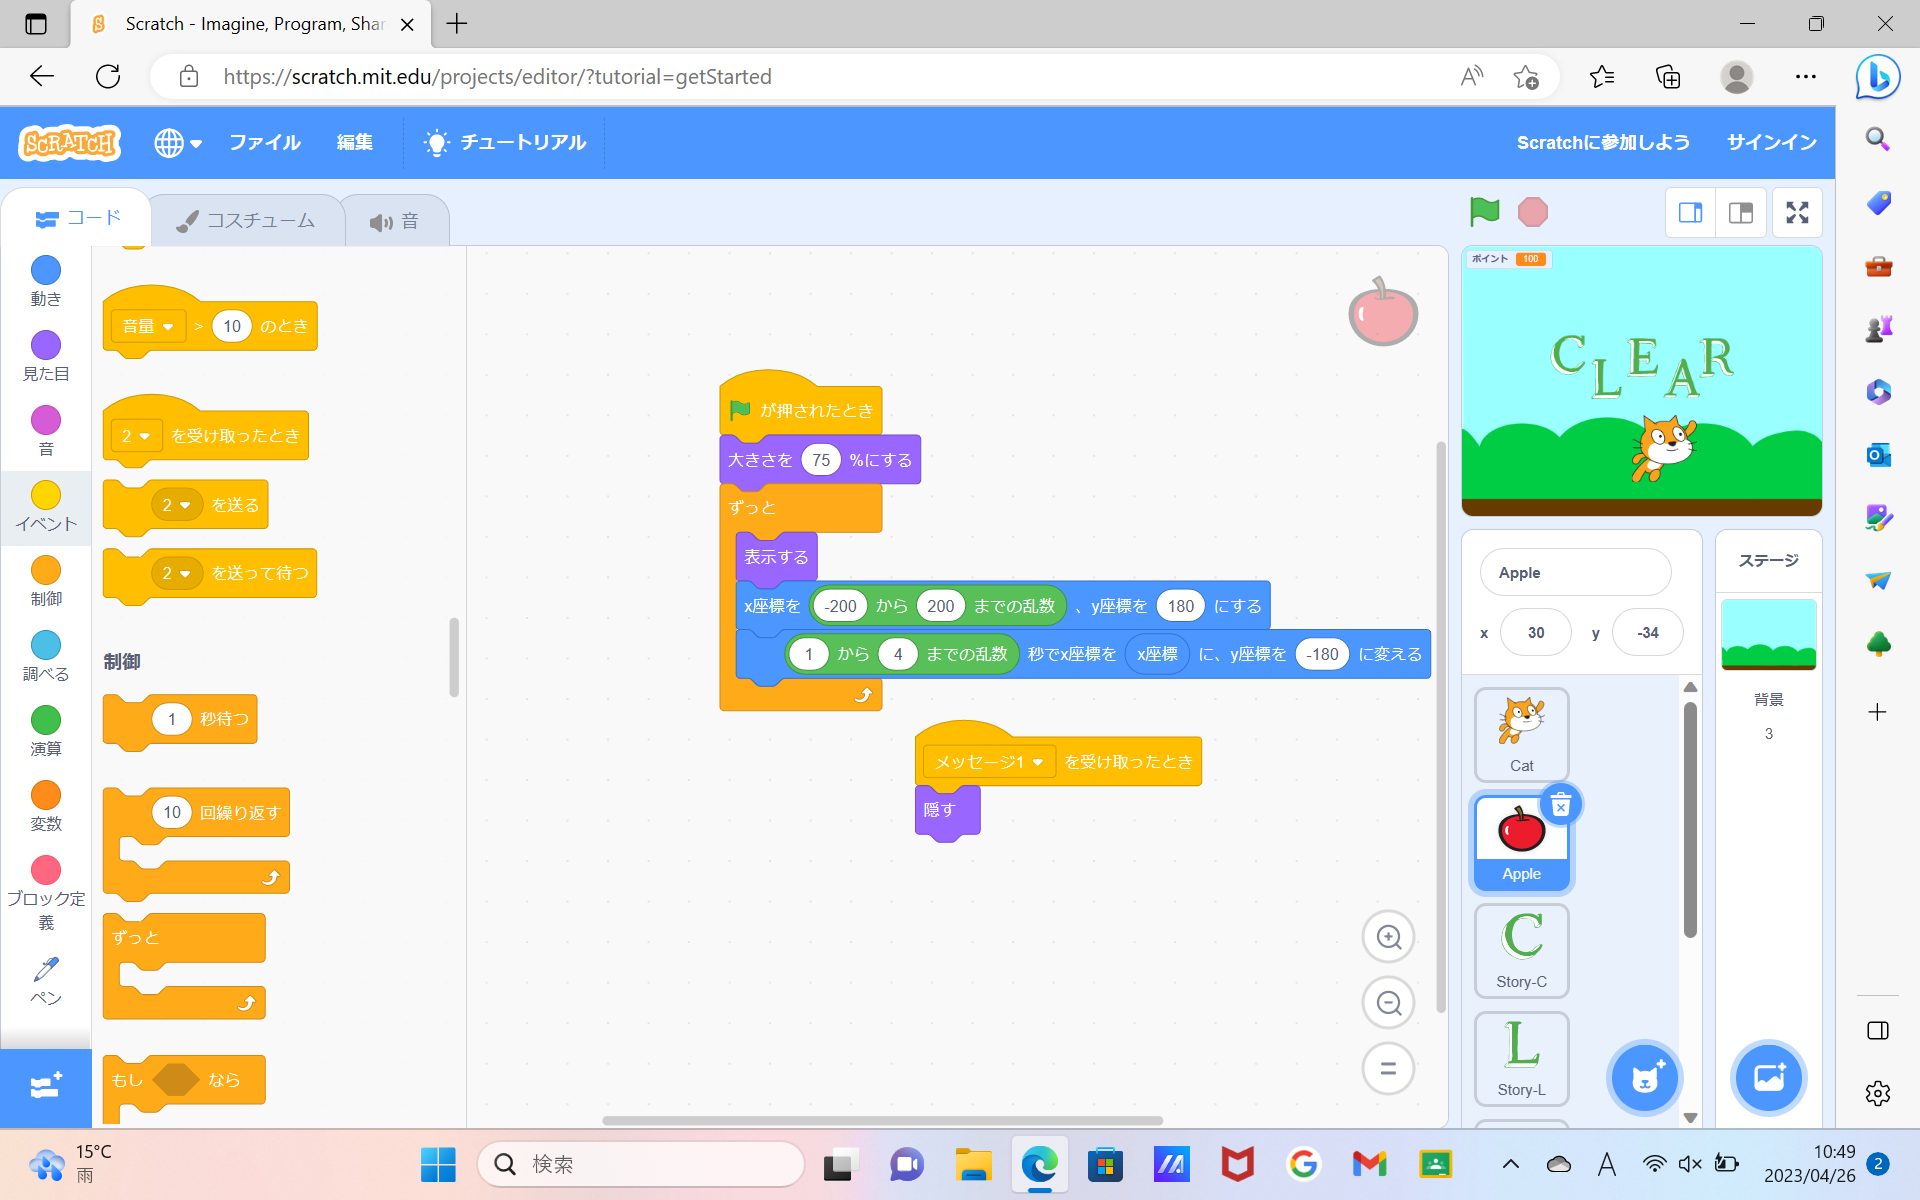 Scratch - Imagine, Program, Shar
https://scratch.mit.edu/projects/editor/?tutorial=getStarted
SCRATCH
ファイル
編集
チュートリアル
Scratchに参加しよう
サインイン
コード
コスチューム
音
動き
見た目
音
イベント
制御
調べる
演算
変数
ブロック定義
ペン
音量 > 10 のとき
2 を受け取ったとき
2 を送る
2 を送って待つ
制御
1 秒待つ
10 回繰り返す
ずっと
もし なら
が押されたとき
大きさを 75 %にする
ずっと
表示する
x座標を -200 から 200 までの乱数 、y座標を 180 にする
1 から 4 までの乱数 秒でx座標を x座標 に、y座標を -180 に変える
メッセージ1 を受け取ったとき
隠す
ポイント 100
CLEAR
Apple
x 30 y -34
Cat
Apple
C
Story-C
L
Story-L
ステージ
背景
3
15°C
雨
検索
A
10:49
2023/04/26
2